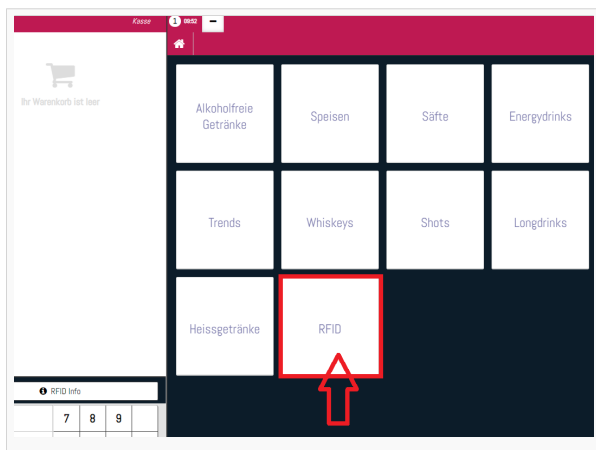 Kasse
1 09:52
Ihr Warenkorb ist leer
Alkoholfreie
Getränke
Speisen
Säfte
Energydrinks
Trends
Whiskeys
Shots
Longdrinks
Heissgetränke
RFID
RFID Info
7 8 9